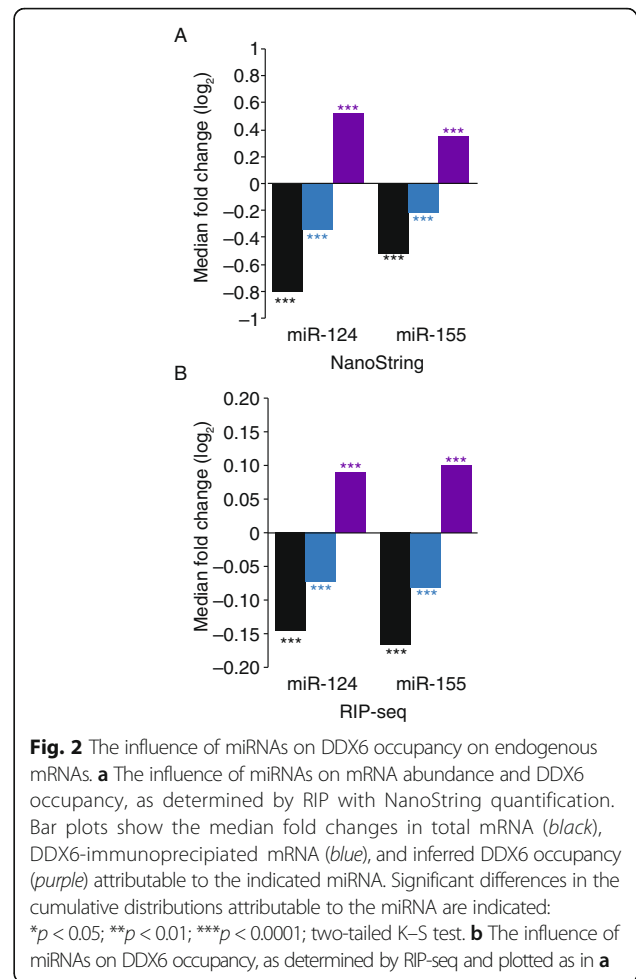 A
Median fold change (log2)
1
0.8
0.6
0.4
0.2
0
−0.2
−0.4
−0.6
−0.8
−1
***
***
***
***
***
***
miR-124
miR-155
NanoString
B
Median fold change (log2)
0.20
0.15
0.10
0.05
0
−0.05
−0.10
−0.15
−0.20
***
***
***
***
***
***
miR-124
miR-155
RIP-seq
Fig. 2 The influence of miRNAs on DDX6 occupancy on endogenous
mRNAs. a The influence of miRNAs on mRNA abundance and DDX6
occupancy, as determined by RIP with NanoString quantification.
Bar plots show the median fold changes in total mRNA (black),
DDX6-immunoprecipiated mRNA (blue), and inferred DDX6 occupancy
(purple) attributable to the indicated miRNA. Significant differences in the
cumulative distributions attributable to the miRNA are indicated:
*p < 0.05; **p < 0.01; ***p < 0.0001; two-tailed K–S test. b The influence of
miRNAs on DDX6 occupancy, as determined by RIP-seq and plotted as in a